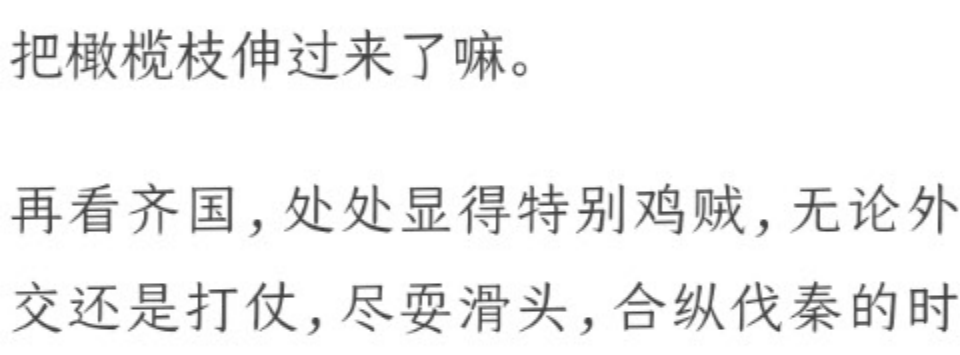 把橄榄枝伸过来了嘛。
再看齐国,处处显得特别鸡贼,无论外
交还是打仗,尽耍滑头,合纵伐秦的时